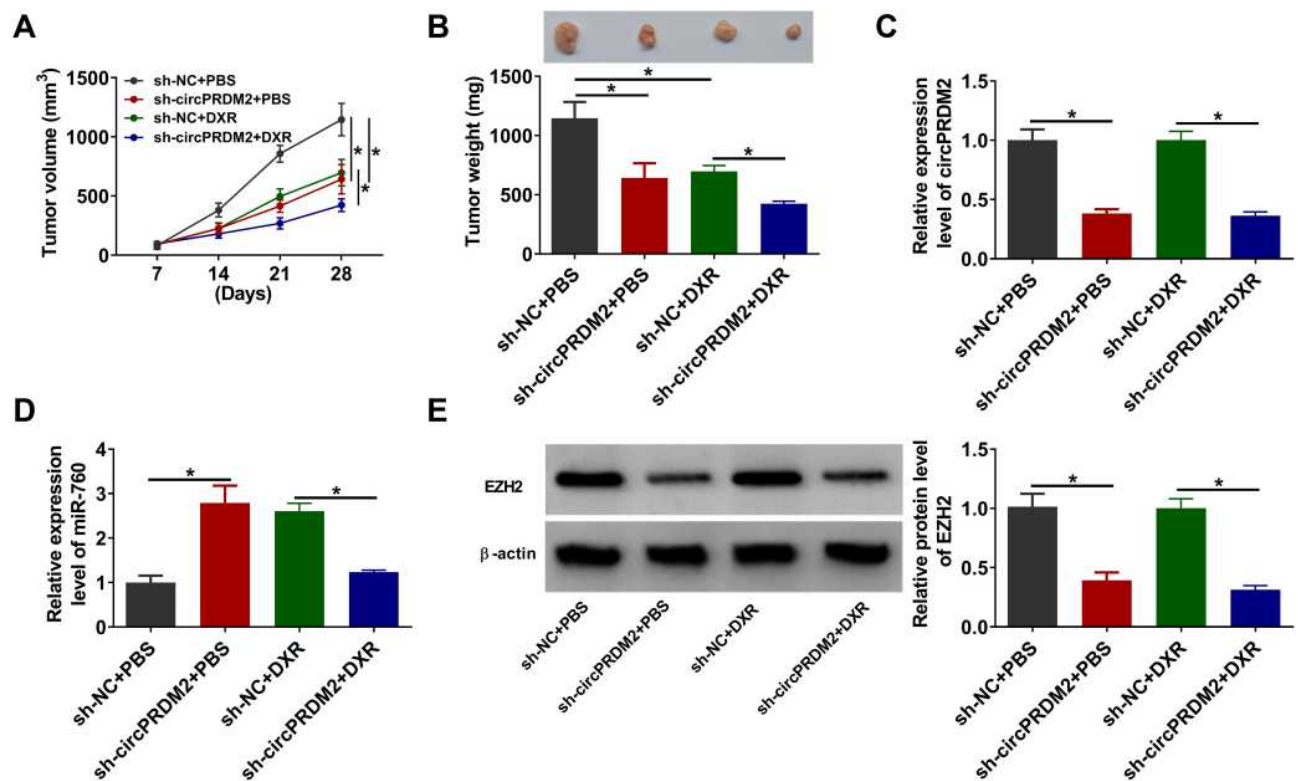 A
Tumor volume (mm3)
1500
1000
500
0
sh-NC+PBS
sh-circPRDM2+PBS
sh-NC+DXR
sh-circPRDM2+DXR
*
*
*
7 14 21 28
(Days)
B
Tumor weight (mg)
1500
1000
500
0
*
*
*
sh-NC+PBS
sh-circPRDM2+PBS
sh-NC+DXR
sh-circPRDM2+DXR
C
Relative expression
level of circPRDM2
1.5
1.0
0.5
0.0
*
*
sh-NC+PBS
sh-circPRDM2+PBS
sh-NC+DXR
sh-circPRDM2+DXR
D
Relative expression
level of miR-760
4
3
2
1
0
*
*
sh-NC+PBS
sh-circPRDM2+PBS
sh-NC+DXR
sh-circPRDM2+DXR
E
EZH2
β-actin
sh-NC+PBS
sh-circPRDM2+PBS
sh-NC+DXR
sh-circPRDM2+DXR
Relative protein level
of EZH2
1.5
1.0
0.5
0.0
*
*
sh-NC+PBS
sh-circPRDM2+PBS
sh-NC+DXR
sh-circPRDM2+DXR